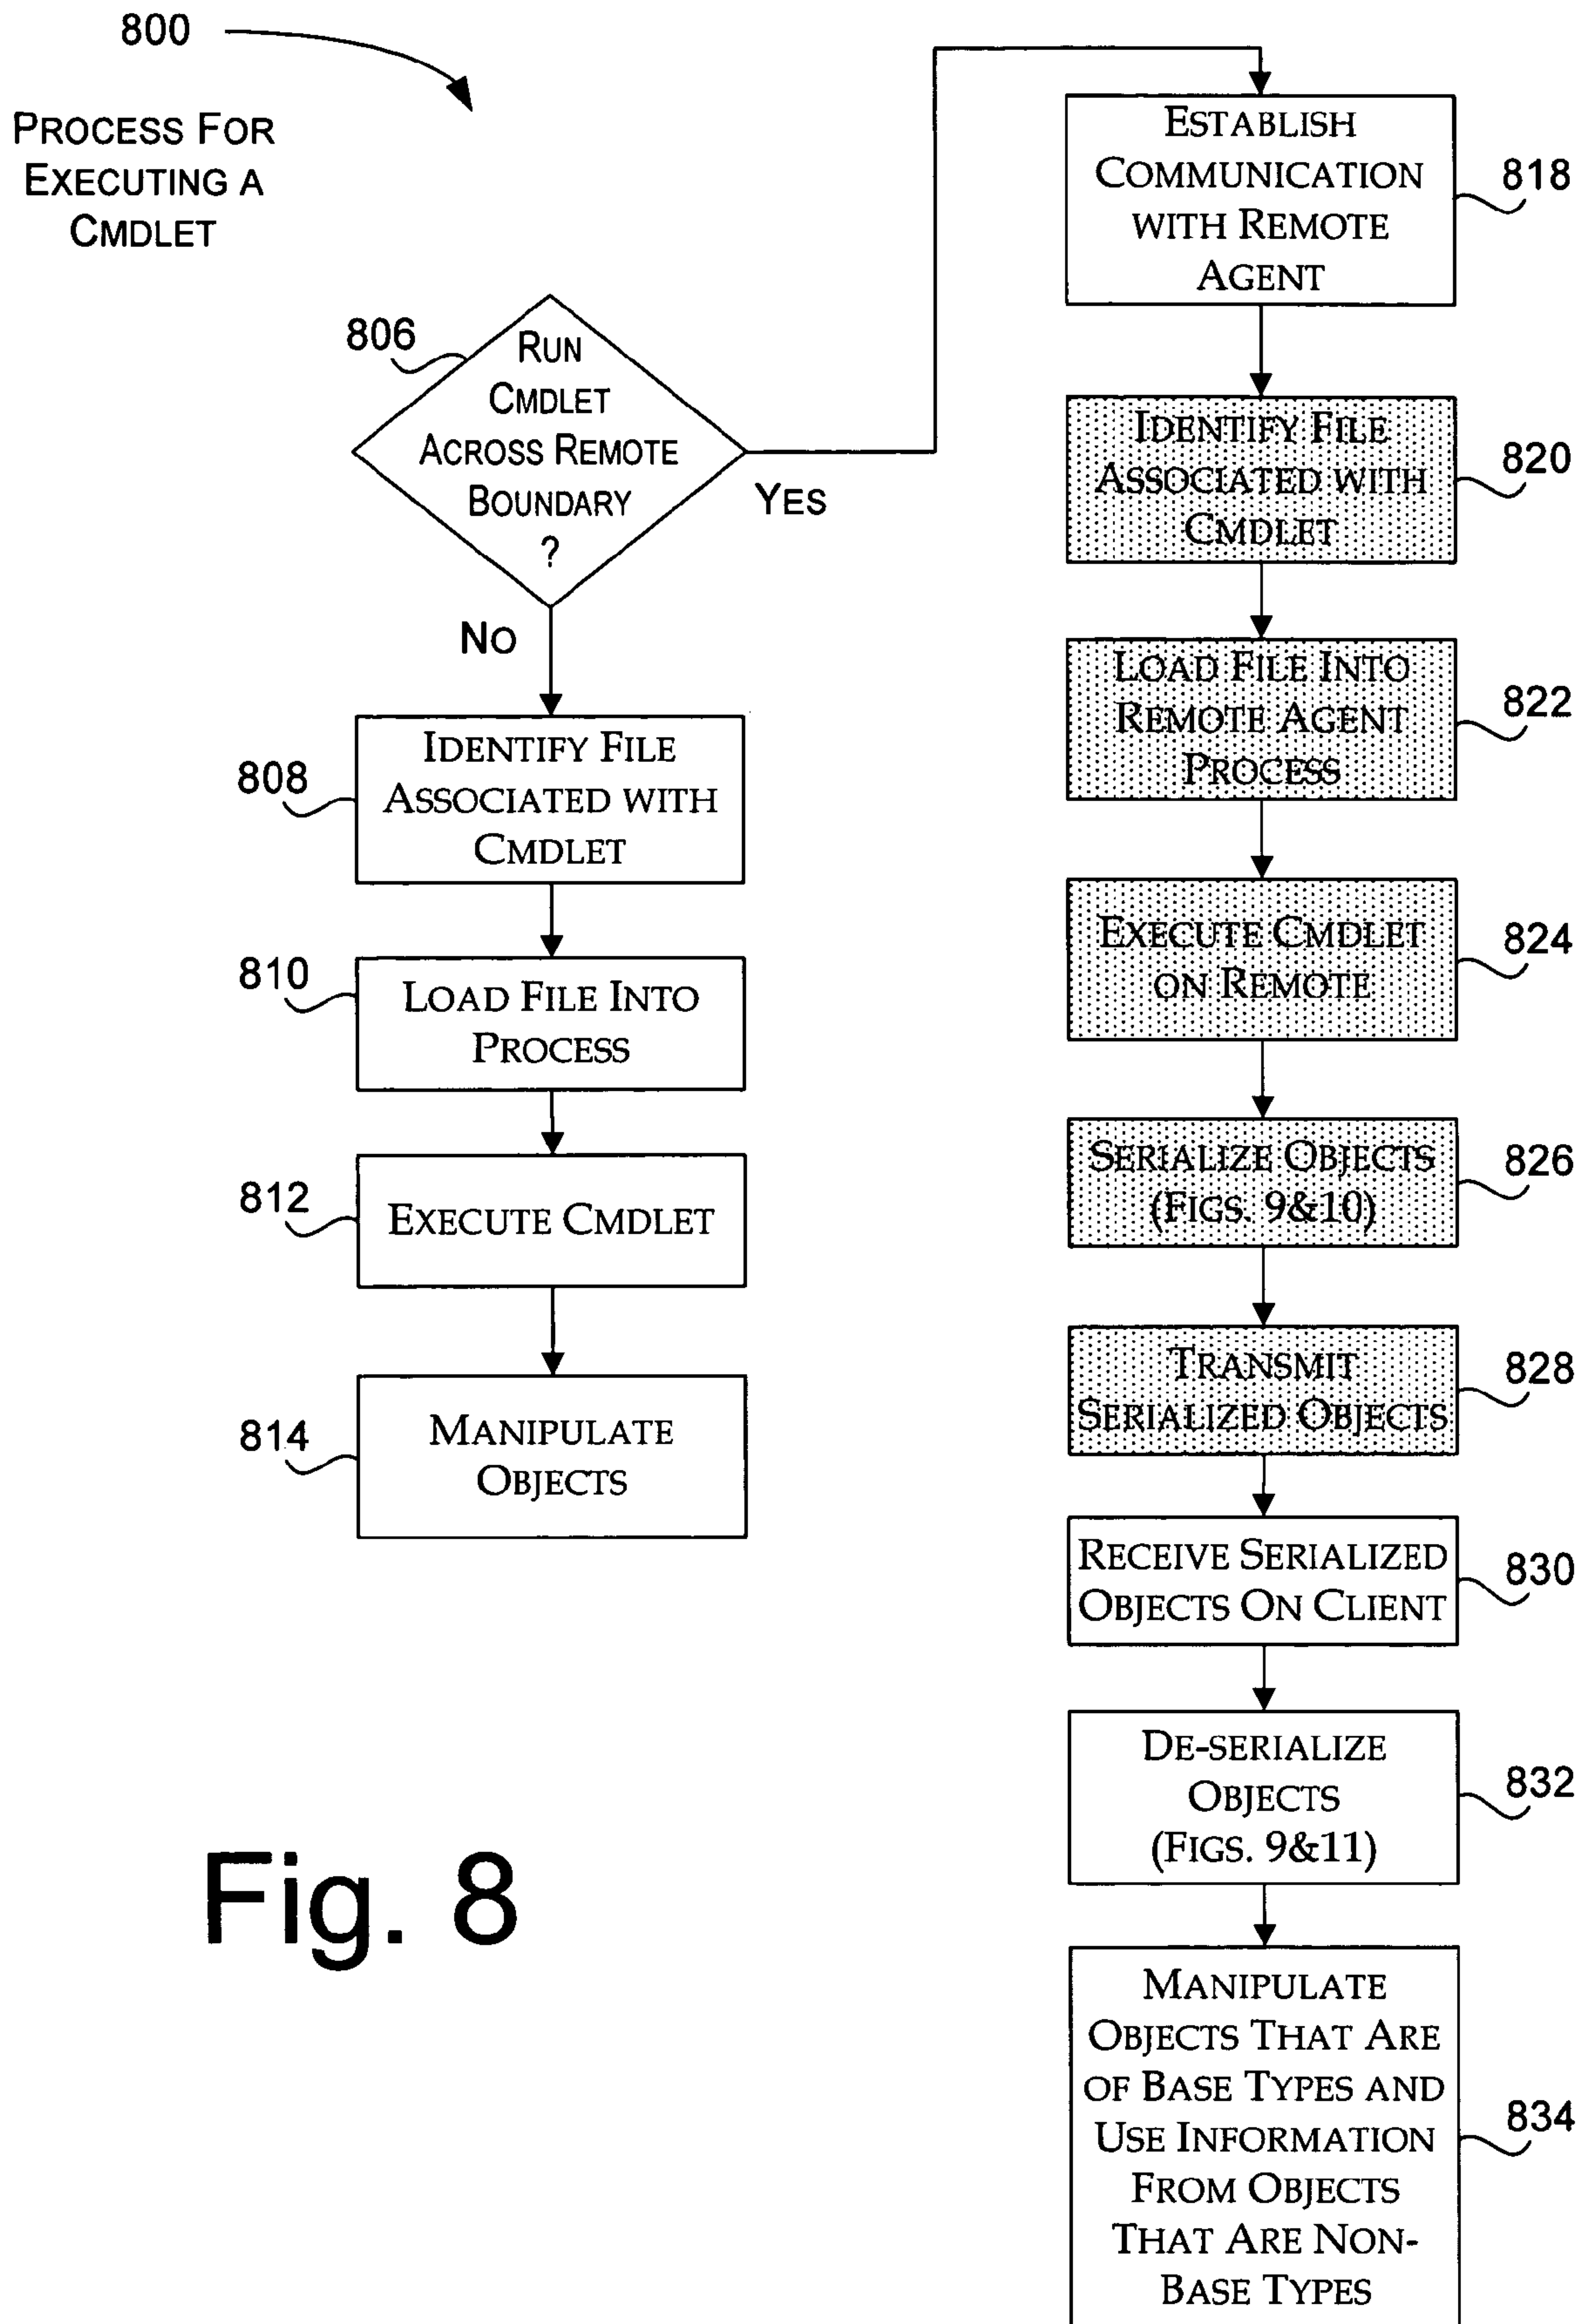 800
PROCESS FOR
EXECUTING A
CMDLET
806
RUN
CMDLET
ACROSS REMOTE
BOUNDARY
?
YES
NO
808
IDENTIFY FILE
ASSOCIATED WITH
CMDLET
810
LOAD FILE INTO
PROCESS
812
EXECUTE CMDLET
814
MANIPULATE
OBJECTS
ESTABLISH
COMMUNICATION
WITH REMOTE
AGENT
818
IDENTIFY FILE
ASSOCIATED WITH
CMDLET
820
LOAD FILE INTO
REMOTE AGENT
PROCESS
822
EXECUTE CMDLET
ON REMOTE
824
SERIALIZE OBJECTS
(FIGS. 9&10)
826
TRANSMIT
SERIALIZED OBJECTS
828
RECEIVE SERIALIZED
OBJECTS ON CLIENT
830
DE-SERIALIZE
OBJECTS
(FIGS. 9&11)
832
MANIPULATE
OBJECTS THAT ARE
OF BASE TYPES AND
USE INFORMATION
FROM OBJECTS
THAT ARE NON-
BASE TYPES
834
Fig. 8